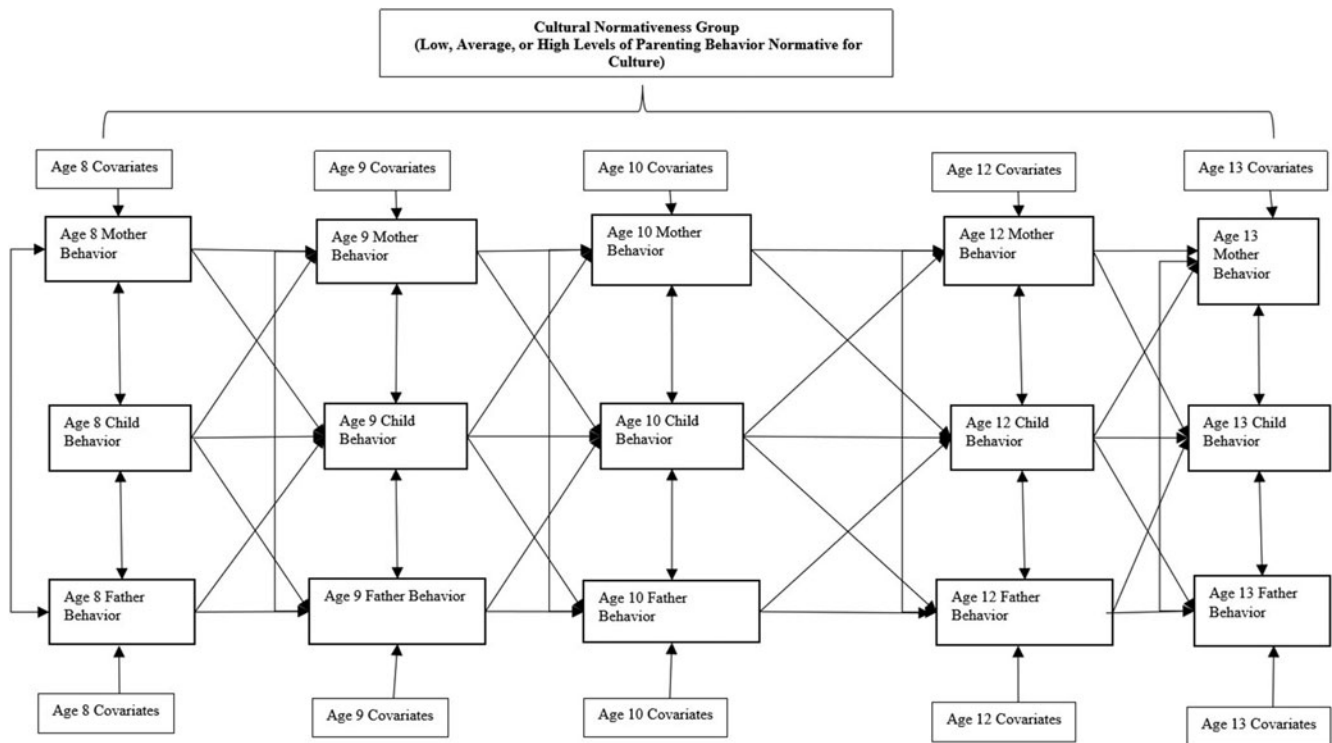 Cultural Normativeness Group
(Low, Average, or High Levels of Parenting Behavior Normative for
Culture)
Age 8 Covariates
Age 9 Covariates
Age 10 Covariates
Age 12 Covariates
Age 13 Covariates
Age 8 Mother
Behavior
Age 9 Mother
Behavior
Age 10 Mother
Behavior
Age 12 Mother
Behavior
Age 13
Mother
Behavior
Age 8 Child
Behavior
Age 9 Child
Behavior
Age 10 Child
Behavior
Age 12 Child
Behavior
Age 13 Child
Behavior
Age 8 Father
Behavior
Age 9 Father Behavior
Age 10 Father
Behavior
Age 12 Father
Behavior
Age 13 Father
Behavior
Age 8 Covariates
Age 9 Covariates
Age 10 Covariates
Age 12 Covariates
Age 13 Covariates